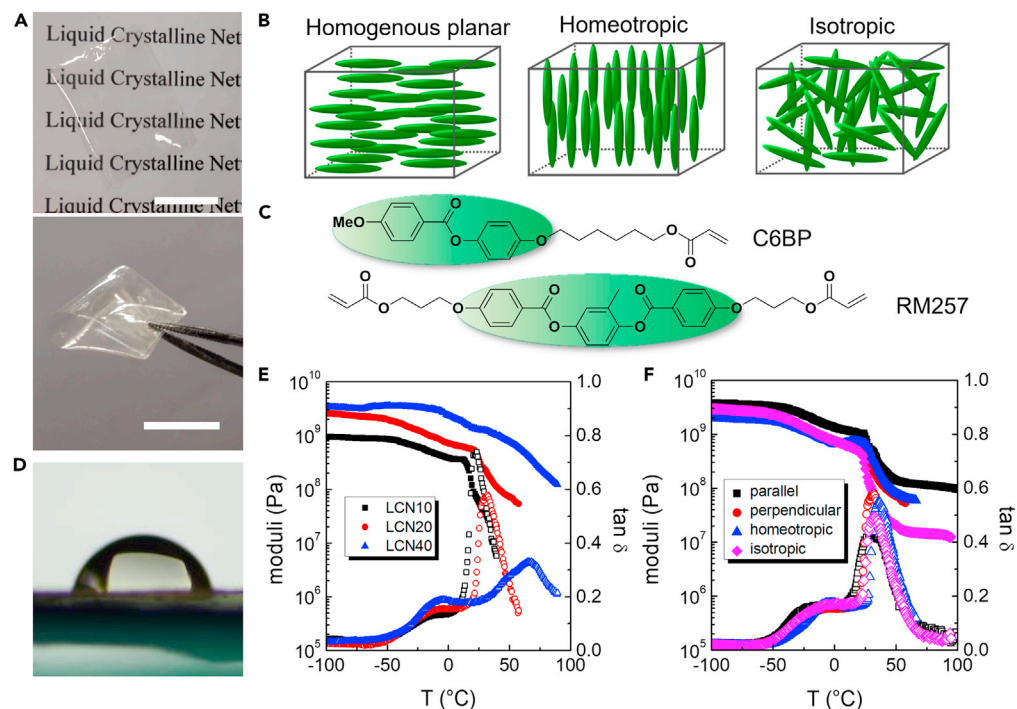 A
Liquid Crystalline Net
Liquid Crystalline Net
Liquid Crystalline Net
Liquid Crystalline Net
Liquid Crystalline Net
B
Homogenous planar
Homeotropic
Isotropic
C
MeO
O
O
O
O
O
C6BP
O
O
O
O
O
O
O
O
O
O
RM257
D
E
10^10
10^9
10^8
10^7
10^6
10^5
moduli (Pa)
LCN10
LCN20
LCN40
1.0
0.8
0.6
0.4
0.2
0.0
tan δ
-100
-50
0
50
100
T (°C)
F
10^10
10^9
10^8
10^7
10^6
10^5
moduli (Pa)
parallel
perpendicular
homeotropic
isotropic
1.0
0.8
0.6
0.4
0.2
0.0
tan δ
-100
-50
0
50
100
T (°C)